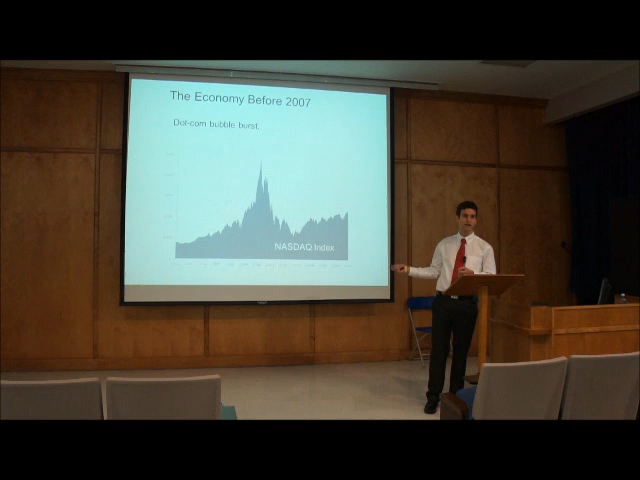 The Economy Before 2007
Dot-com bubble burst
NASDAQ Index